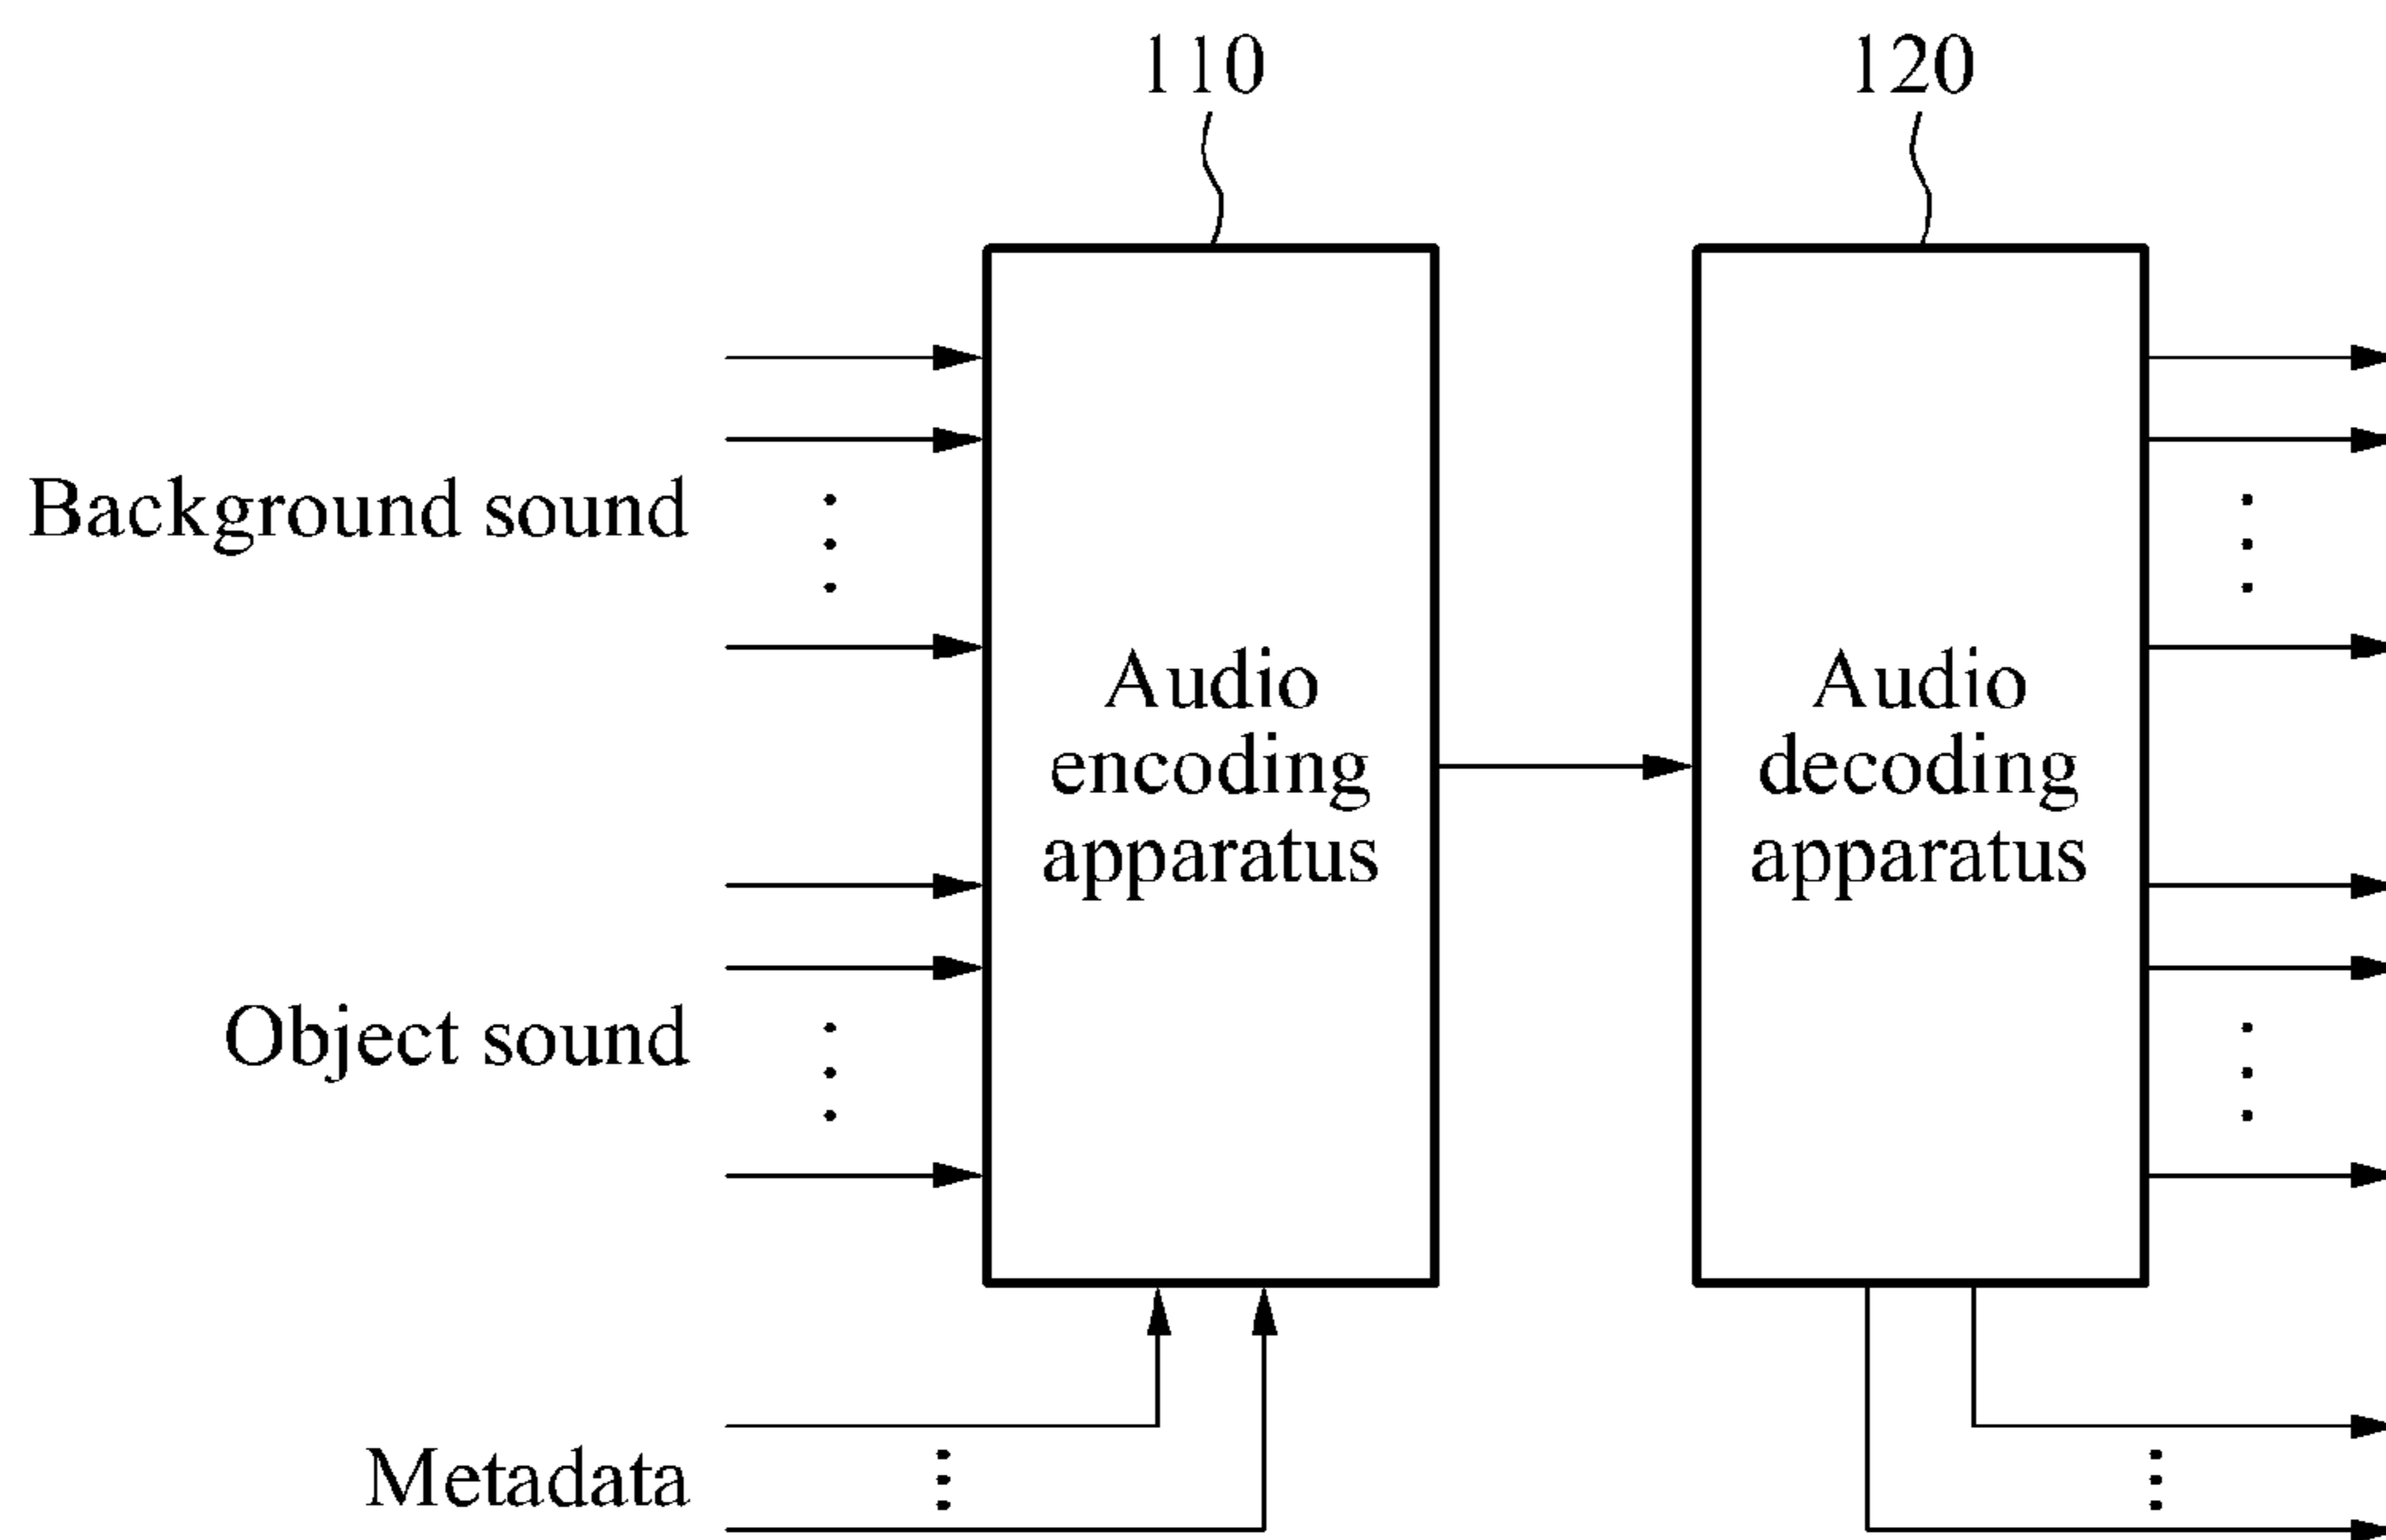 110
120
Background sound
Audio
encoding
apparatus
Audio
decoding
apparatus
Object sound
Metadata